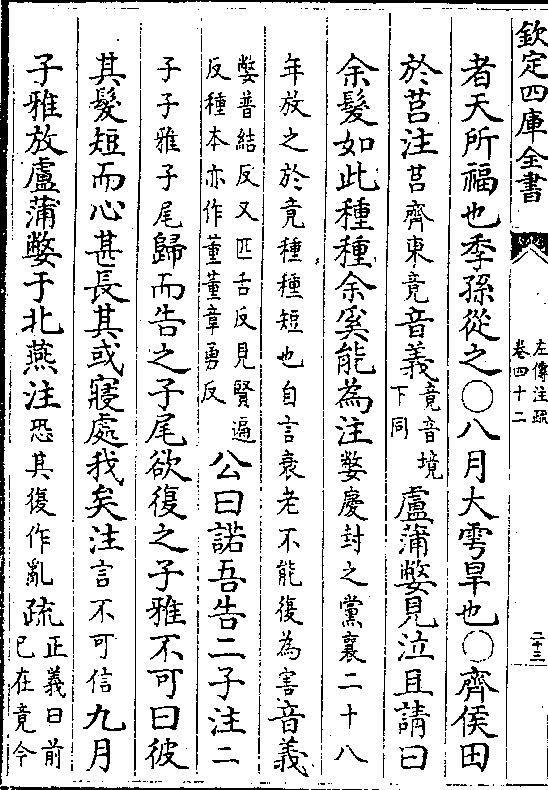 欽定四庫全書
左傳注疏
卷四十二
二十三
者天所福也季孫從之〇八月大雩旱也〇齊侯田
於莒注莒齊東竟音義竟音境下同盧蒲嫳見泣且請曰
余髮如此種種余奚能為注嫳慶封之黨襄二十八
年放之於竟種種短也自言衰老不能復為害音義
嫳普結反又匹舌反見賢遍反種本亦作董董章勇反公曰諾吾告二子注二
子子雅子尾歸而告之子尾欲復之子雅不可曰彼
其髮短而心甚長其或寢處我矣注言不可信九月
子雅放盧蒲嫳于北燕注恐其復作亂疏正義曰前已在竟今